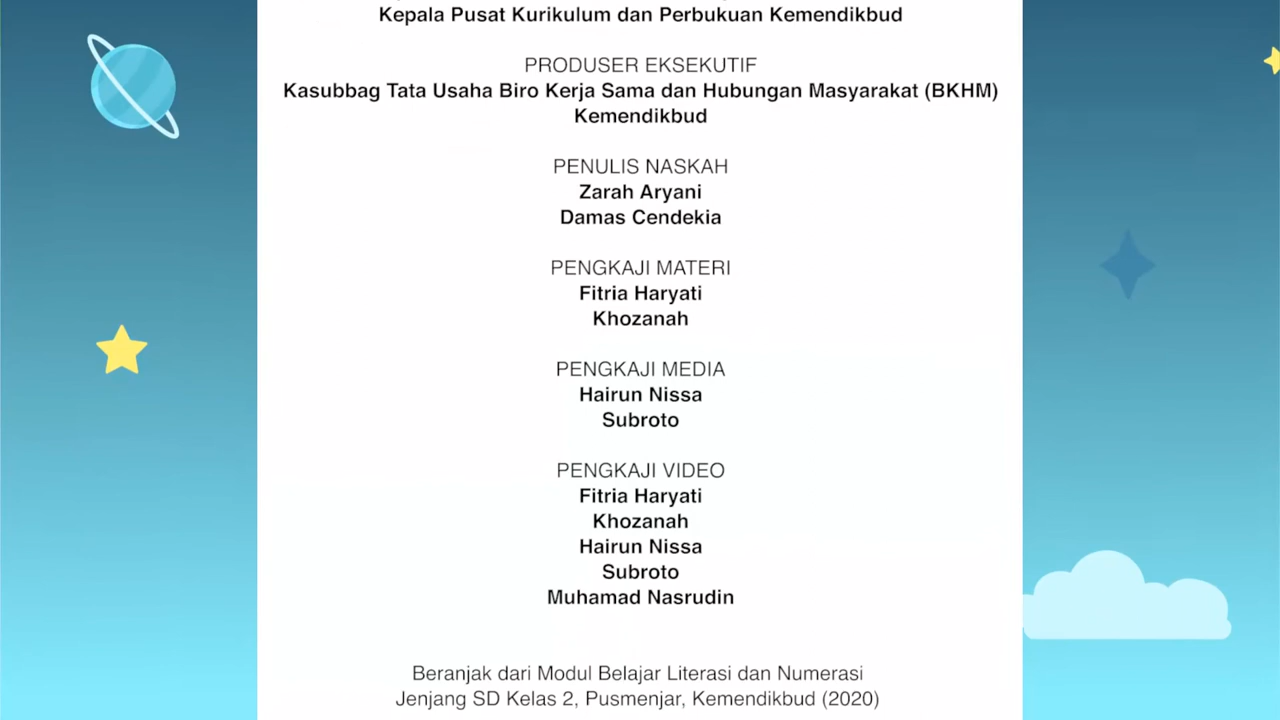 Kepala Pusat Kurikulum dan Perbukuan Kemendikbud
PRODUSER EKSEKUTIF
Kasubbag Tata Usaha Biro Kerja Sama dan Hubungan Masyarakat (BKHM)
Kemendikbud
PENULIS NASKAH
Zarah Aryani
Damas Cendekia
PENGKAJI MATERI
Fitria Haryati
Khozanah
PENGKAJI MEDIA
Hairun Nissa
Subroto
PENGKAJI VIDEO
Fitria Haryati
Khozanah
Hairun Nissa
Subroto
Muhamad Nasrudin
Beranjak dari Modul Belajar Literasi dan Numerasi
Jenjang SD Kelas 2, Pusmenjar, Kemendikbud (2020)